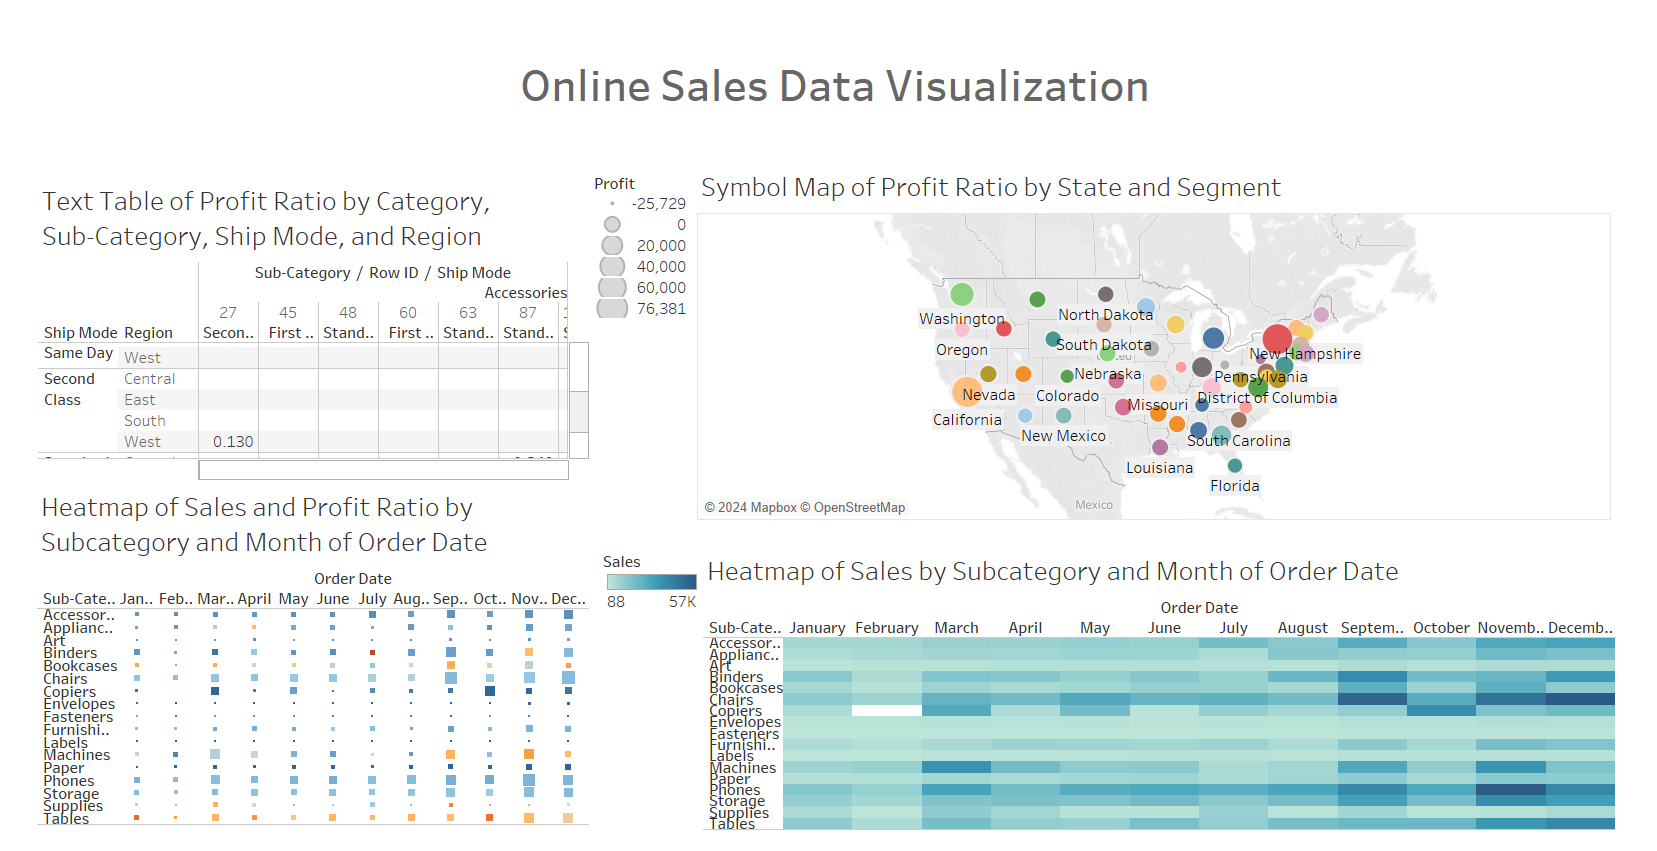 Online Sales Data Visualization
Text Table of Profit Ratio by Category,
Sub-Category, Ship Mode, and Region
Sub-Category / Row ID / Ship Mode
Accessories
27 45 48 60 63 87
Ship Mode Region Secon.. First .. Stand.. First .. Stand.. Stand..
Same Day West
Second Central
Class East
South
West 0.130
Profit
-25,729
0
20,000
40,000
60,000
76,381
Symbol Map of Profit Ratio by State and Segment
Washington
North Dakota
Oregon
South Dakota
New Hampshire
United
Nebraska
Pennsylvania
Nevada
Colorado
Missouri
District of Columbia
California
New Mexico
South Carolina
Louisiana
Florida
Mexico
© 2024 Mapbox © OpenStreetMap
Heatmap of Sales and Profit Ratio by
Subcategory and Month of Order Date
Order Date
Sub-Cate.. Jan.. Feb.. Mar.. April May June July Aug.. Sep.. Oct.. Nov.. Dec..
Accessor..
Applianc..
Art
Binders
Bookcases
Chairs
Copiers
Envelopes
Fasteners
Furnishi..
Labels
Machines
Paper
Phones
Storage
Supplies
Tables
Sales
88 57K
Heatmap of Sales by Subcategory and Month of Order Date
Order Date
Sub-Cate.. January February March April May June July August Septem.. October Novemb.. Decemb..
Accessor..
Applianc..
Art
Binders
Bookcases
Chairs
Copiers
Envelopes
Fasteners
Furnishi..
Labels
Machines
Paper
Phones
Storage
Supplies
Tables